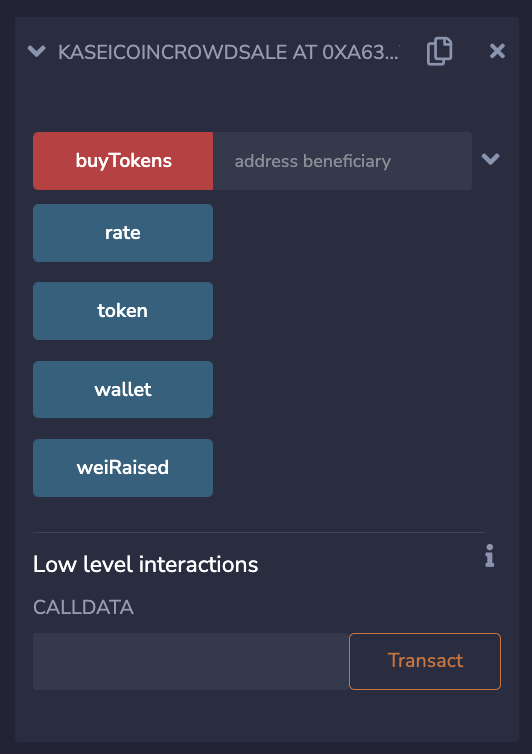 KASEICOINCROWDSALE AT 0XA63...
buyTokens address beneficiary
rate
token
wallet
weiRaised
Low level interactions
CALLDATA
Transact